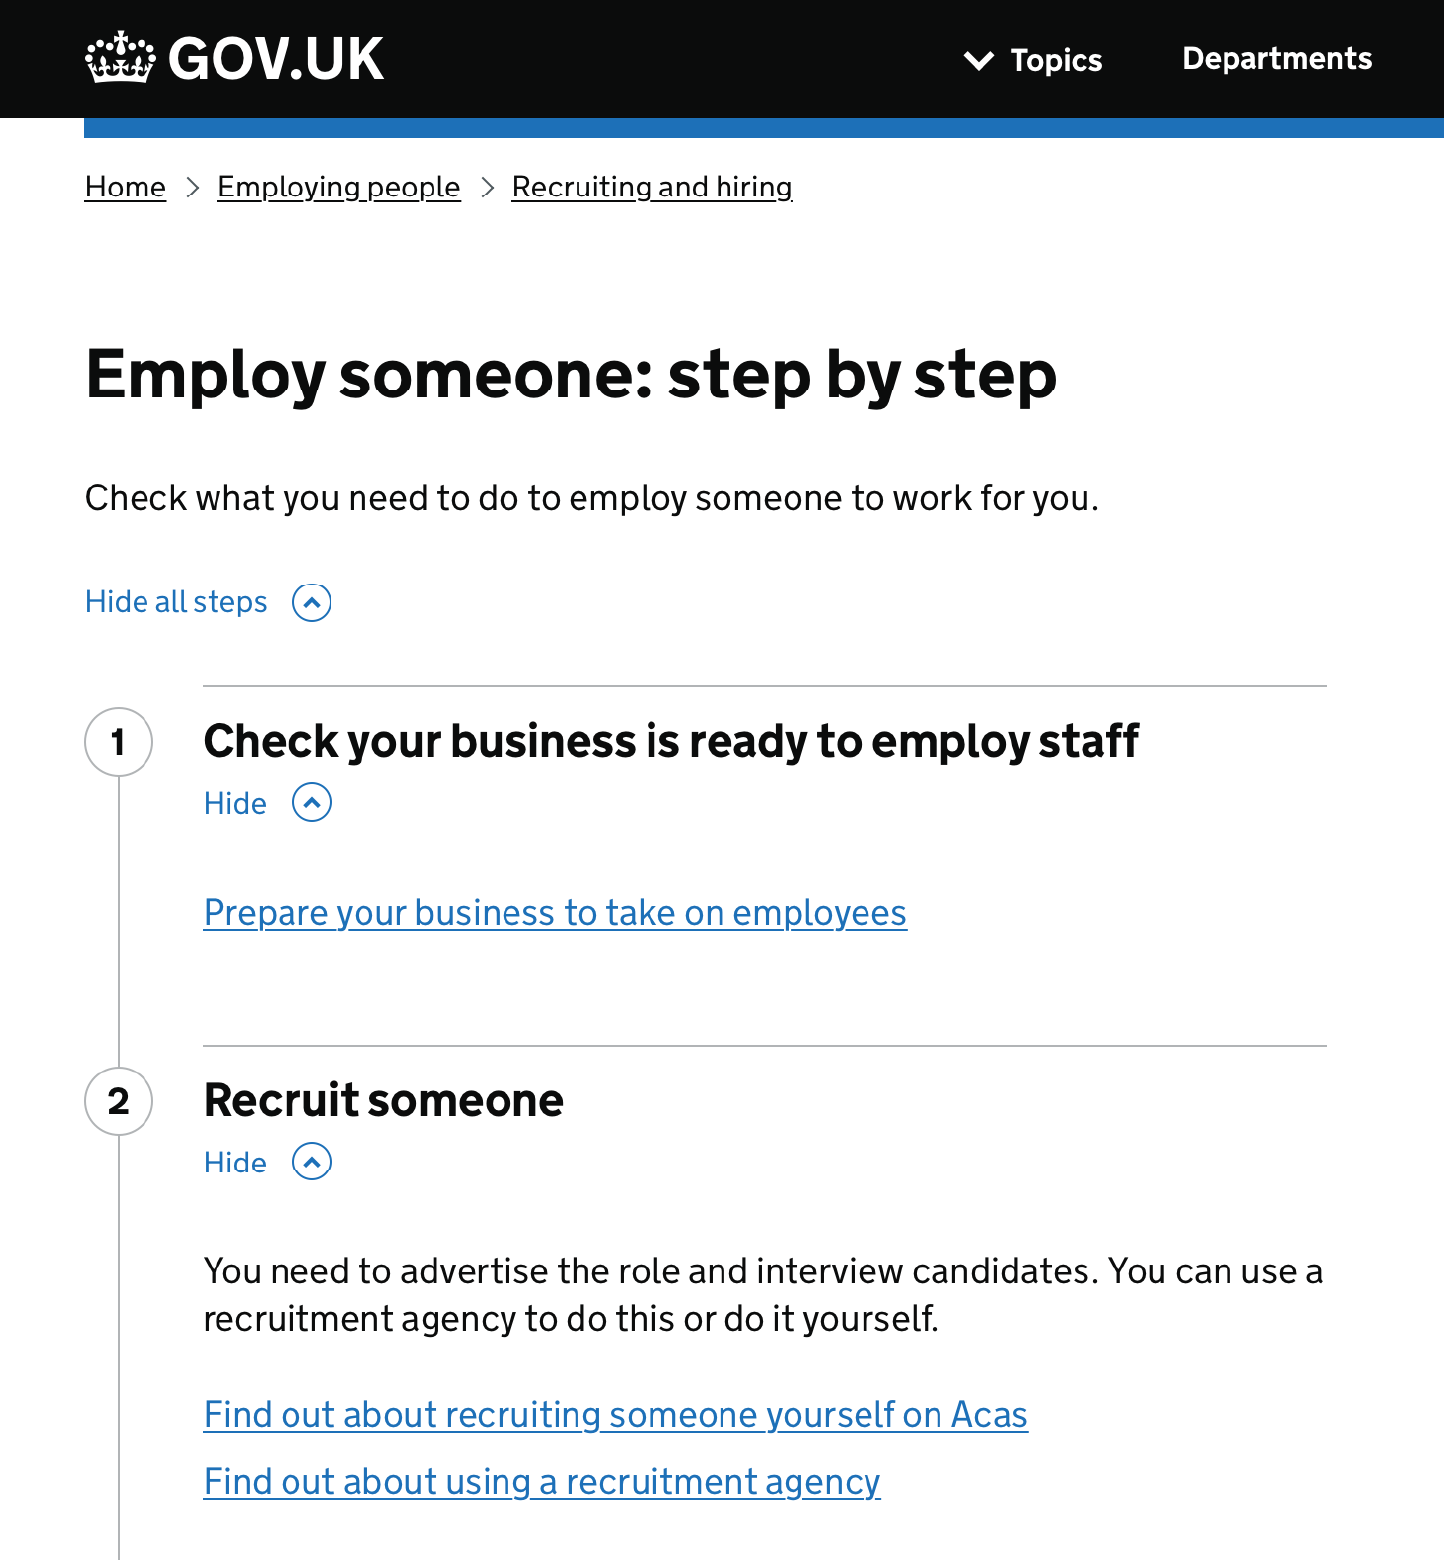 GOV.UK
Topics
Departments
Home
Employing people
Recruiting and hiring
Employ someone: step by step
Check what you need to do to employ someone to work for you.
Hide all steps
1
Check your business is ready to employ staff
Hide
Prepare your business to take on employees
2
Recruit someone
Hide
You need to advertise the role and interview candidates. You can use a
recruitment agency to do this or do it yourself.
Find out about recruiting someone yourself on Acas
Find out about using a recruitment agency